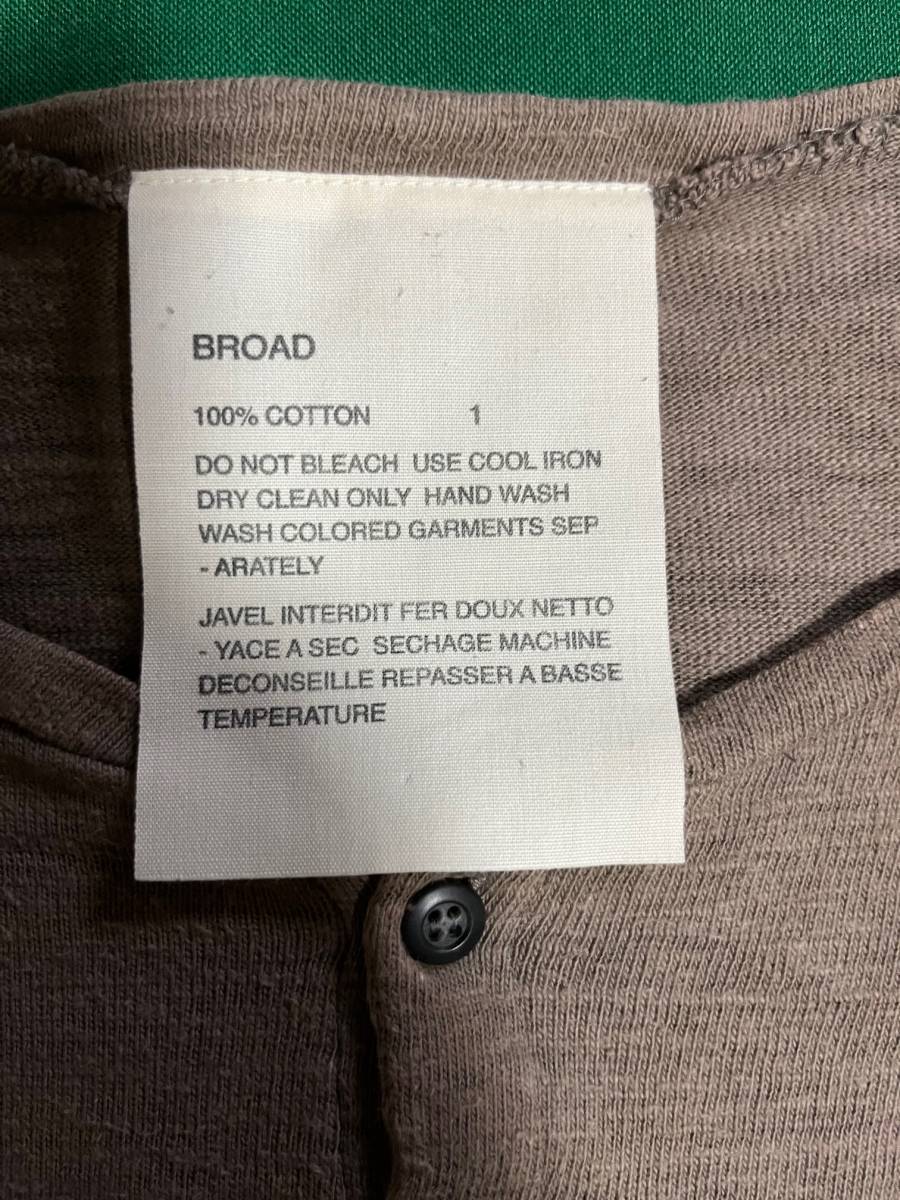 BROAD
100% COTTON 1
DO NOT BLEACH USE COOL IRON
DRY CLEAN ONLY HAND WASH
WASH COLORED GARMENTS SEP
- ARATELY
JAVEL INTERDIT FER DOUX NETTO
- YACE A SEC SECHAGE MACHINE
DECONSEILLE REPASSER A BASSE
TEMPERATURE